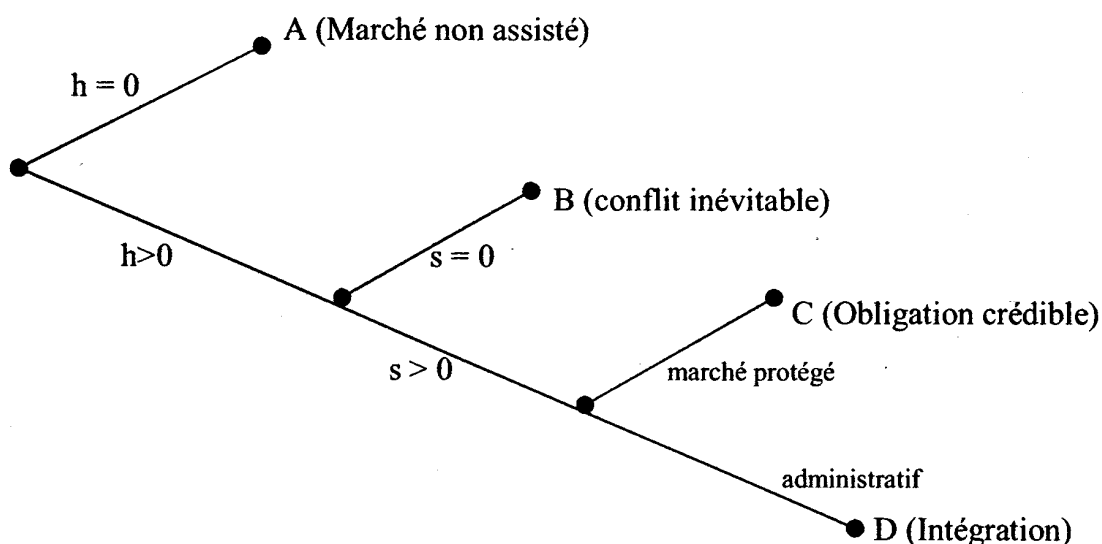 A (Marché non assisté)
h = 0
B (conflit inévitable)
h>0
s = 0
C (Obligation crédible)
s > 0
marché protégé
administratif
D (Intégration)